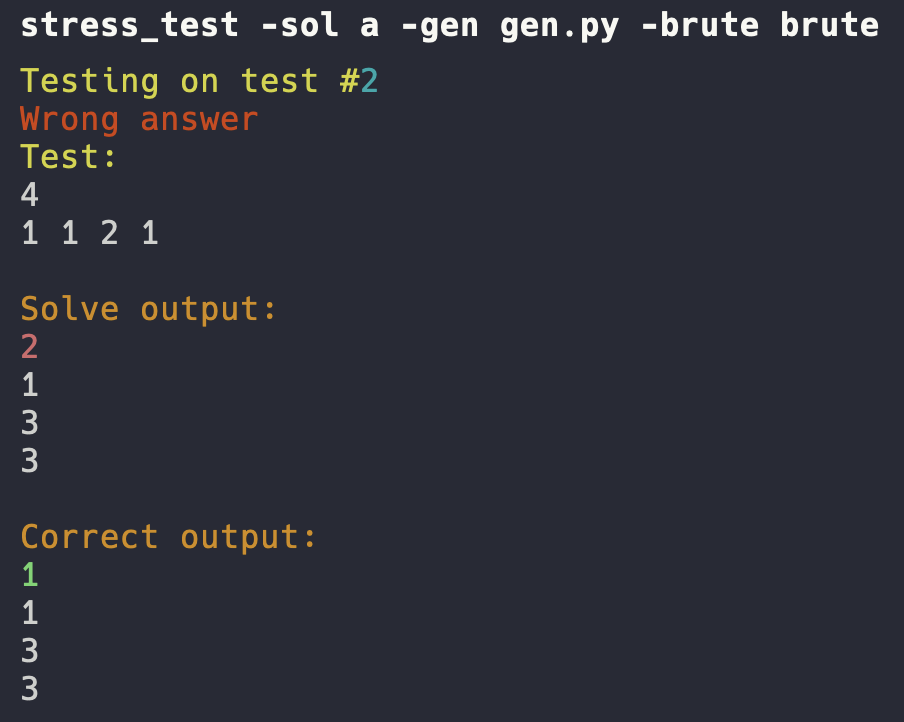 stress_test -sol a -gen gen.py -brute brute
Testing on test #2
Wrong answer
Test:
4
1 1 2 1
Solve output:
2
1
3
3
Correct output:
1
1
3
3